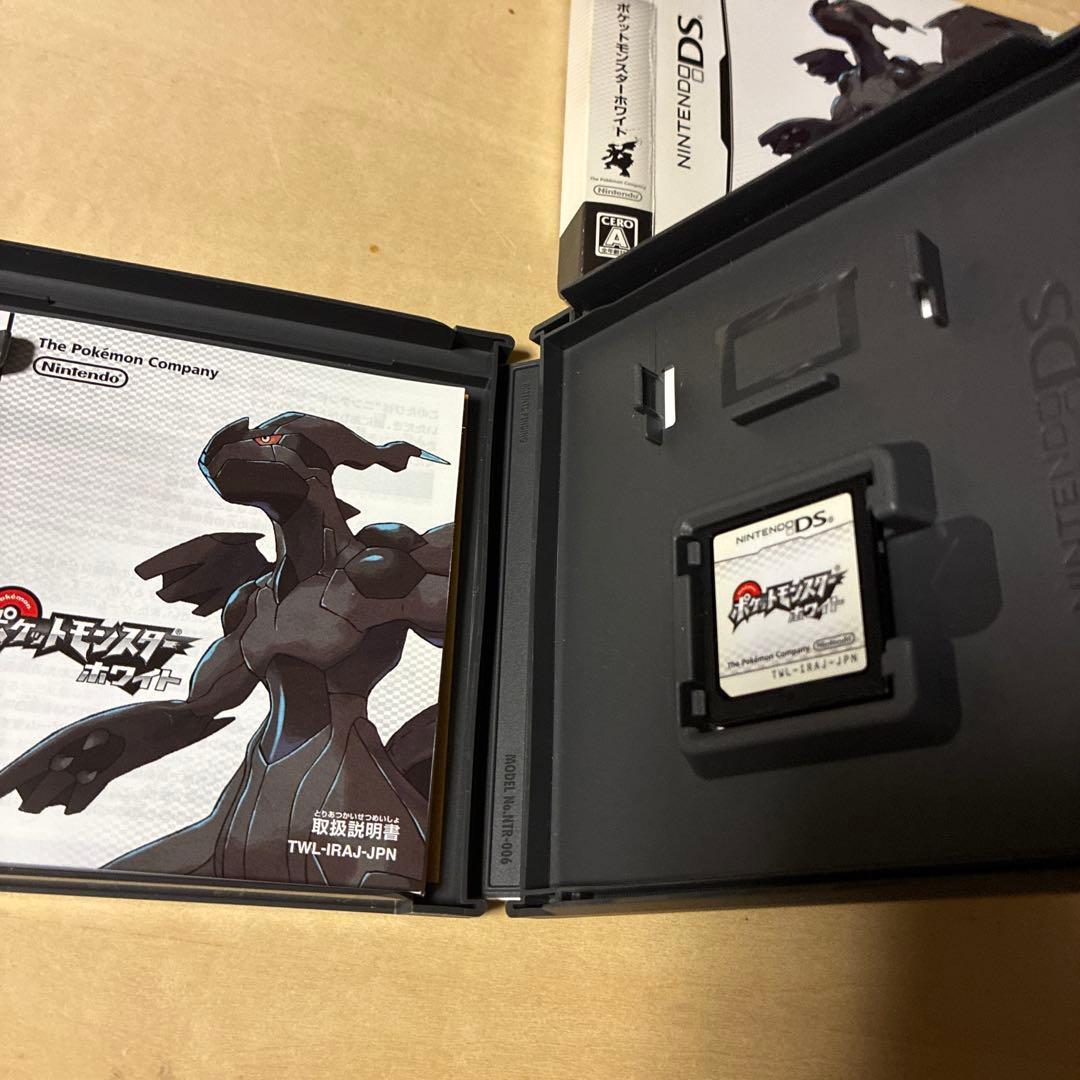 ポケットモンスターホワイト
The Pokémon Company
Nintendo
CERO
A
NINTENDO DS
The Pokémon Company
Nintendo
Pokémon
ポケットモンスター
ホワイト
とりあつかいせつめいしょ
取扱説明書
TWL-IRAJ-JPN
PATENTS PENDING
MODEL No.NTR-006
NINTENDO DS
ポケットモンスター
ホワイト
The Pokémon Company
Nintendo
TWL-IRAJ-JPN
NINTENDO DS